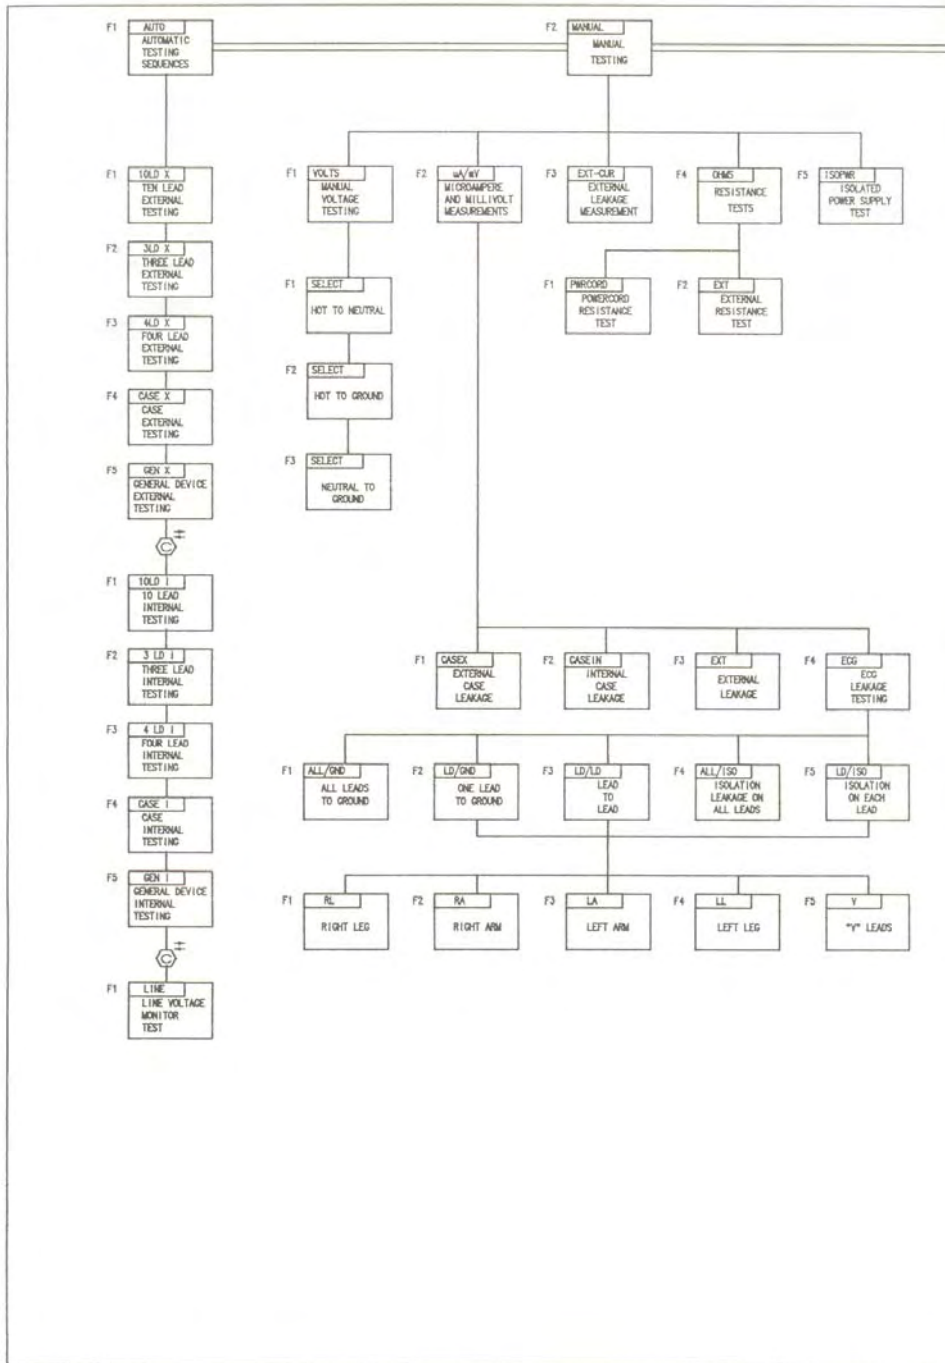 F1 AUTO
AUTOMATIC
TESTING
SEQUENCES
F2 MANUAL
MANUAL
TESTING
F1 10LD X
TEN LEAD
EXTERNAL
TESTING
F2 3LD X
THREE LEAD
EXTERNAL
TESTING
F3 4LD X
FOUR LEAD
EXTERNAL
TESTING
F4 CASE X
CASE
EXTERNAL
TESTING
F5 GEN X
GENERAL DEVICE
EXTERNAL
TESTING
C
F1 10LD I
10 LEAD
INTERNAL
TESTING
F2 3 LD I
THREE LEAD
INTERNAL
TESTING
F3 4 LD I
FOUR LEAD
INTERNAL
TESTING
F4 CASE I
CASE
INTERNAL
TESTING
F5 GEN I
GENERAL DEVICE
INTERNAL
TESTING
C
F1 LINE
LINE VOLTAGE
MONITOR
TEST
F1 VOLTS
MANUAL
VOLTAGE
TESTING
F2 uA/mV
MICROAMPERE
AND MILLIVOLT
MEASUREMENTS
F3 EXT-CUR
EXTERNAL
LEAKAGE
MEASUREMENT
F4 OHMS
RESISTANCE
TESTS
F5 ISOPWR
ISOLATED
POWER SUPPLY
TEST
F1 SELECT
HOT TO NEUTRAL
F2 SELECT
HOT TO GROUND
F3 SELECT
NEUTRAL TO
GROUND
F1 PWRCORD
POWERCORD
RESISTANCE
TEST
F2 EXT
EXTERNAL
RESISTANCE
TEST
F1 CASEX
EXTERNAL
CASE
LEAKAGE
F2 CASEIN
INTERNAL
CASE
LEAKAGE
F3 EXT
EXTERNAL
LEAKAGE
F4 ECG
ECG
LEAKAGE
TESTING
F1 ALL/GND
ALL LEADS
TO GROUND
F2 LD/GND
ONE LEAD
TO GROUND
F3 LD/LD
LEAD
TO
LEAD
F4 ALL/ISO
ISOLATION
LEAKAGE ON
ALL LEADS
F5 LD/ISO
ISOLATION
ON EACH
LEAD
F1 RL
RIGHT LEG
F2 RA
RIGHT ARM
F3 LA
LEFT ARM
F4 LL
LEFT LEG
F5 V
"V" LEADS